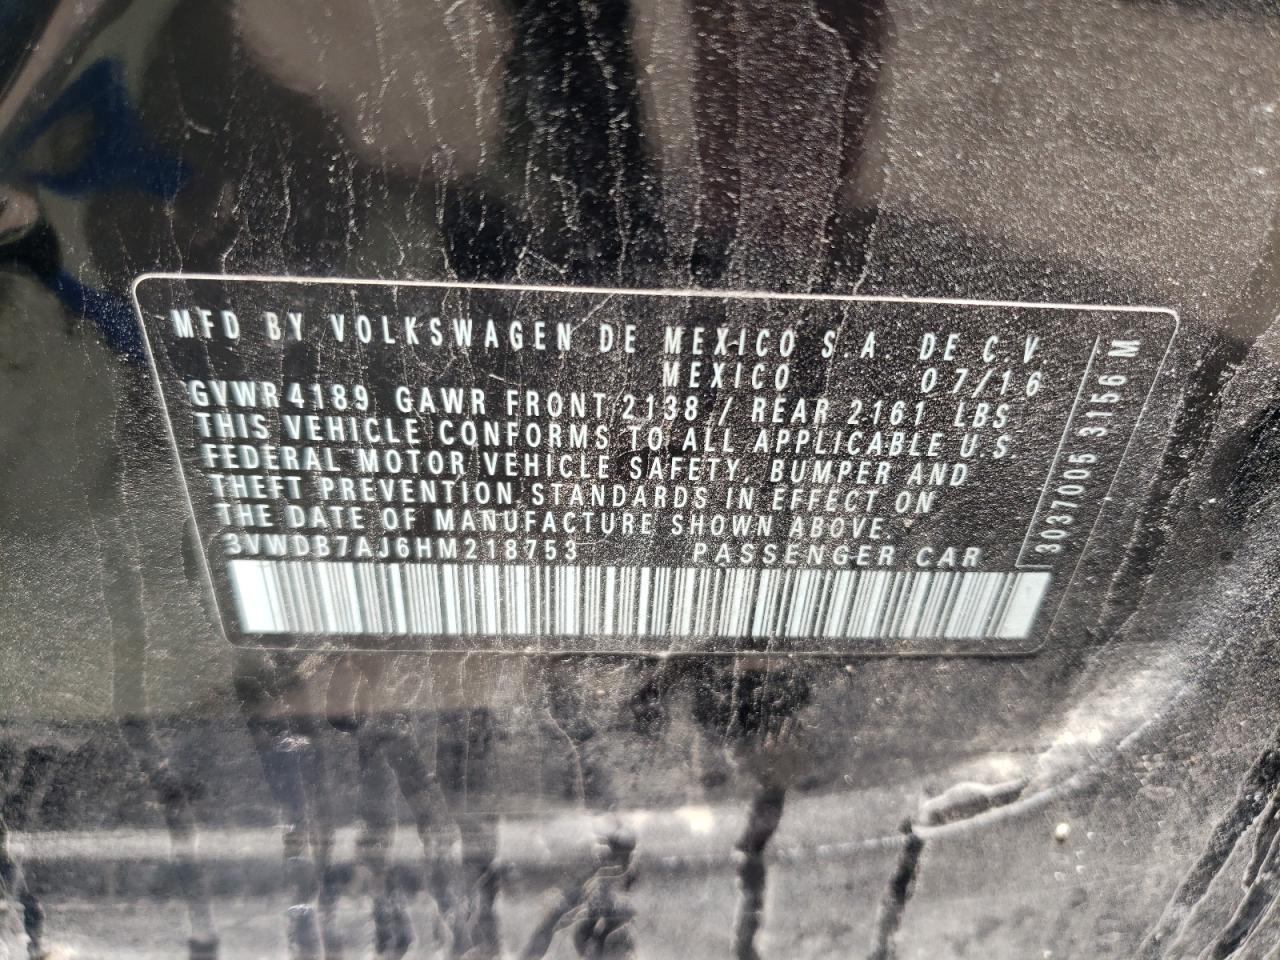 MFD BY VOLKSWAGEN DE MEXICO S.A. DE C.V.
MEXICO 07/16
GVWR 4189 GAWR FRONT 2138 / REAR 2161 LBS
THIS VEHICLE CONFORMS TO ALL APPLICABLE U.S.
FEDERAL MOTOR VEHICLE SAFETY, BUMPER AND
THEFT PREVENTION STANDARDS IN EFFECT ON
THE DATE OF MANUFACTURE SHOWN ABOVE.
3VWDB7AJ6HM218753 PASSENGER CAR
3037005 3156 M